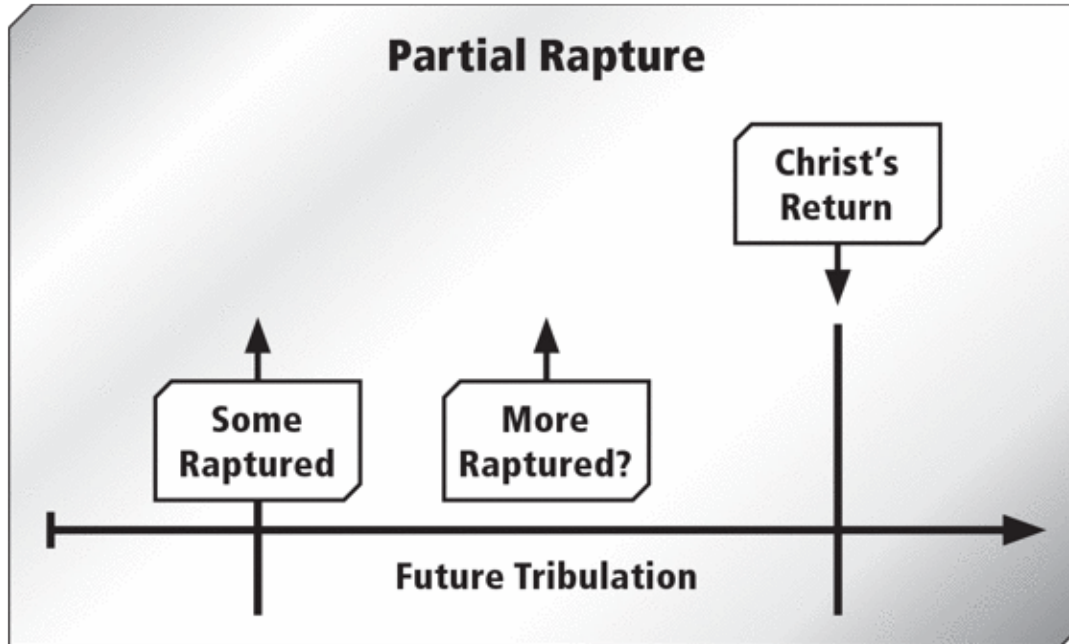 Partial Rapture
Christ's
Return
Some
Raptured
More
Raptured?
Future Tribulation